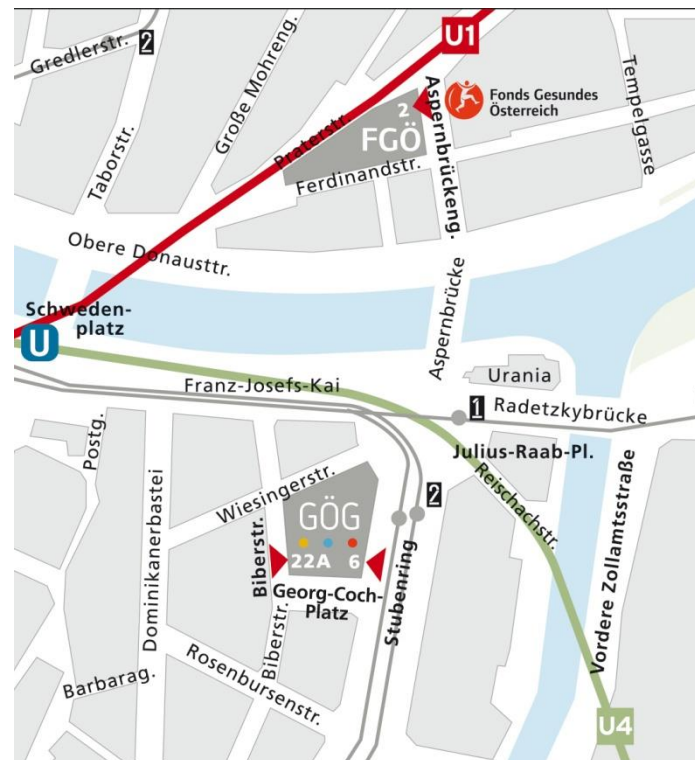 U1
2
Gredlerstr.
Große Mohreng.
Taborstr.
Praterstr.
2
FGÖ
Aspernbrückeng.
Fonds Gesundes
Österreich
Tempelgasse
Ferdinandstr.
Obere Donausttr.
Aspernbrücke
Schweden-
platz
U
Franz-Josefs-Kai
Urania
1
Radetzkybrücke
Postg.
Dominikanerbastei
Julius-Raab-Pl.
Reischachstr.
Wiesingerstr.
2
GÖG
22A
6
Biberstr.
Georg-Coch-
Platz
Stubenring
Vordere Zollamtsstraße
Biberstr.
Rosenbursenstr.
Barbarag.
U4